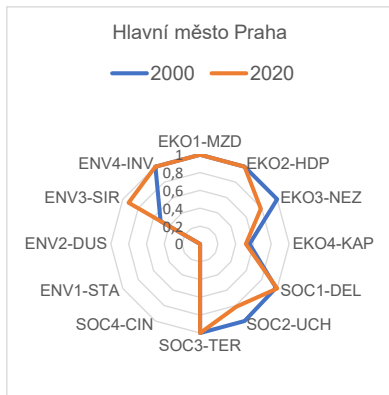 Hlavní město Praha
2000 2020
EKO1-MZD
ENV4-INV 1 EKO2-HDP
0,8
ENV3-SIR 0,6 EKO3-NEZ
0,4
0,2
ENV2-DUS 0 EKO4-KAP
ENV1-STA SOC1-DEL
SOC4-CIN SOC2-UCH
SOC3-TER